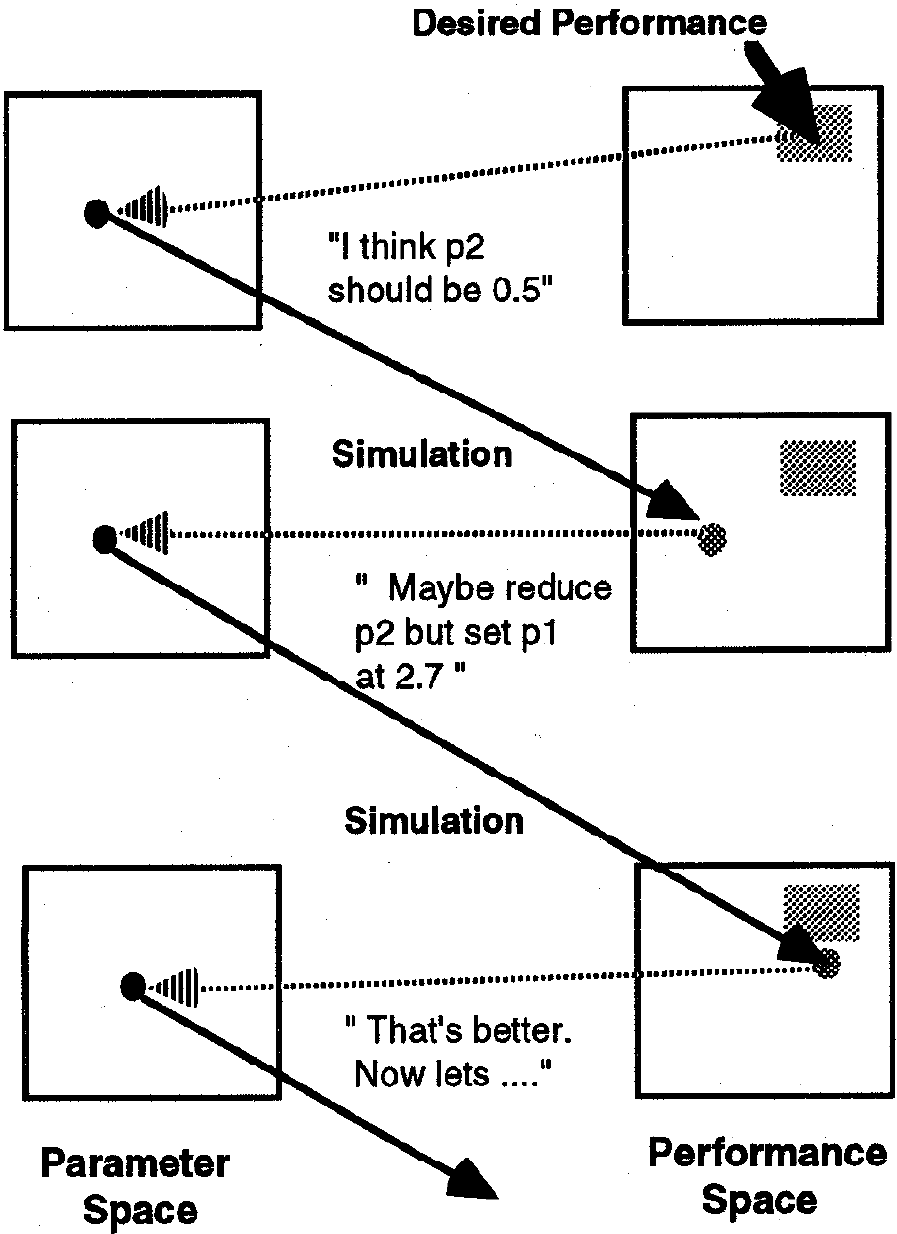 Desired Performance
"I think p2
should be 0.5"
Simulation
" Maybe reduce
p2 but set p1
at 2.7 "
Simulation
" That's better.
Now lets ...."
Parameter
Space
Performance
Space